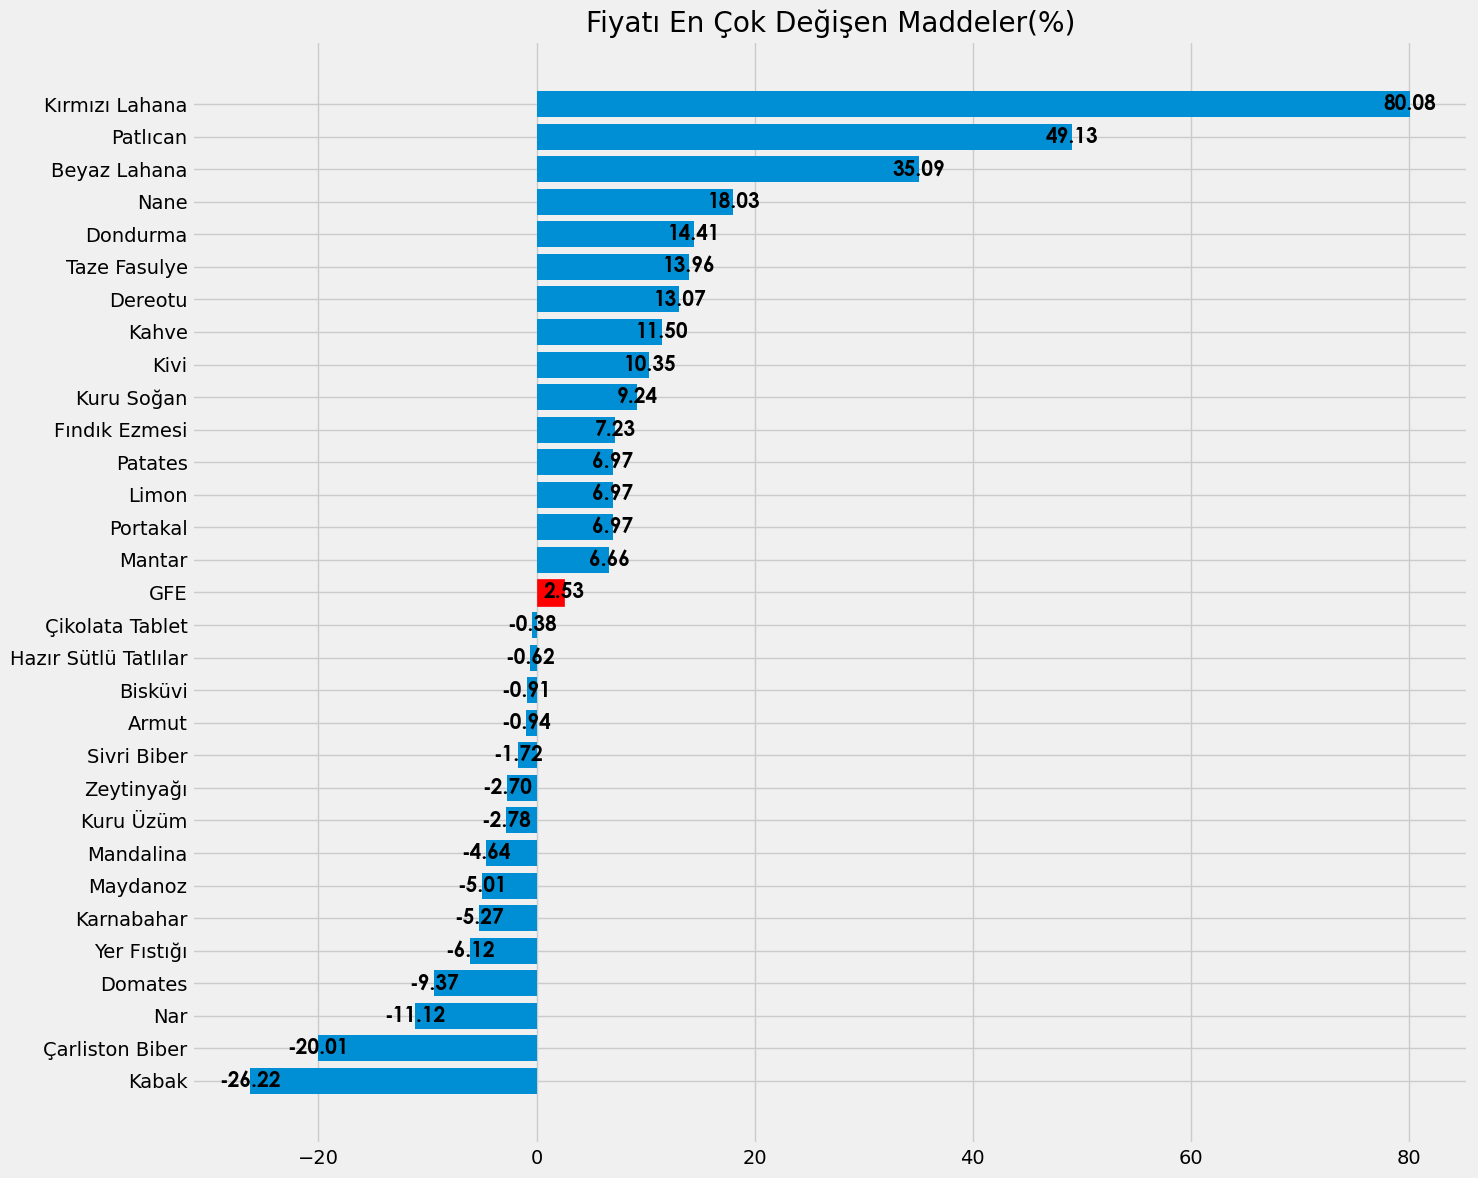 Fiyatı En Çok Değişen Maddeler(%)
Kırmızı Lahana 80.08
Patlıcan 49.13
Beyaz Lahana 35.09
Nane 18.03
Dondurma 14.41
Taze Fasulye 13.96
Dereotu 13.07
Kahve 11.50
Kivi 10.35
Kuru Soğan 9.24
Fındık Ezmesi 7.23
Patates 6.97
Limon 6.97
Portakal 6.97
Mantar 6.66
GFE 2.53
Çikolata Tablet -0.38
Hazır Sütlü Tatlılar -0.62
Bisküvi -0.91
Armut -0.94
Sivri Biber -1.72
Zeytinyağı -2.70
Kuru Üzüm -2.78
Mandalina -4.64
Maydanoz -5.01
Karnabahar -5.27
Yer Fıstığı -6.12
Domates -9.37
Nar -11.12
Çarliston Biber -20.01
Kabak -26.22
−20 0 20 40 60 80